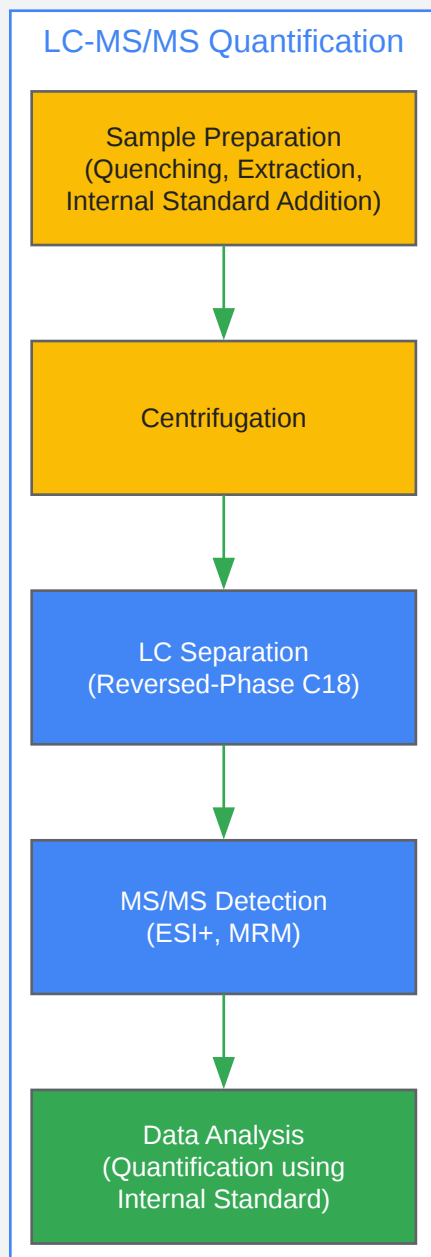 LC-MS/MS Quantification
Sample Preparation
(Quenching, Extraction,
Internal Standard Addition)
Centrifugation
LC Separation
(Reversed-Phase C18)
MS/MS Detection
(ESI+, MRM)
Data Analysis
(Quantification using
Internal Standard)